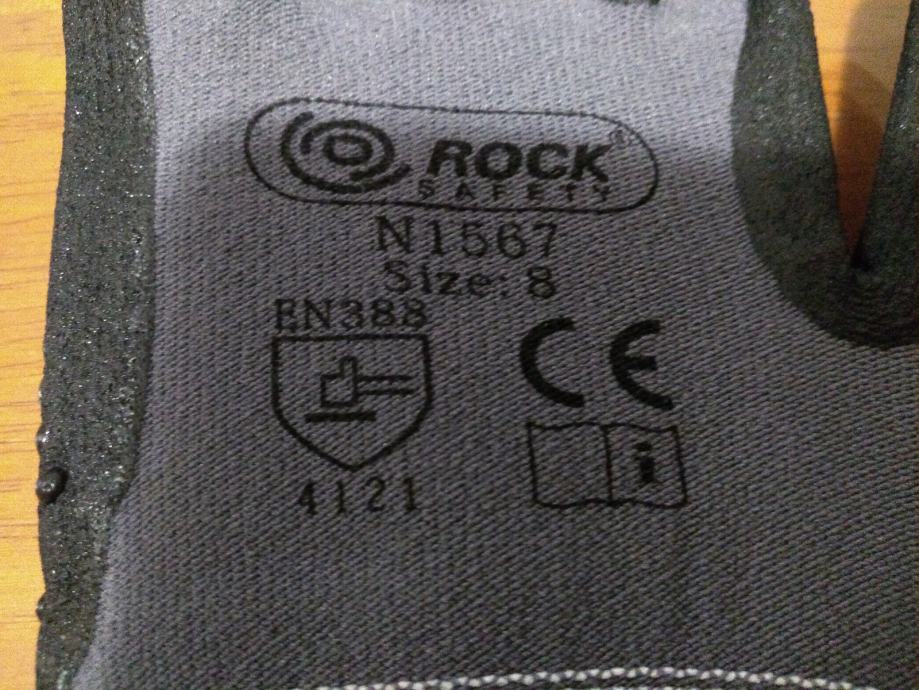 ROCK®
SAFETY
N1567
Size: 8
EN388
CE
i
4121